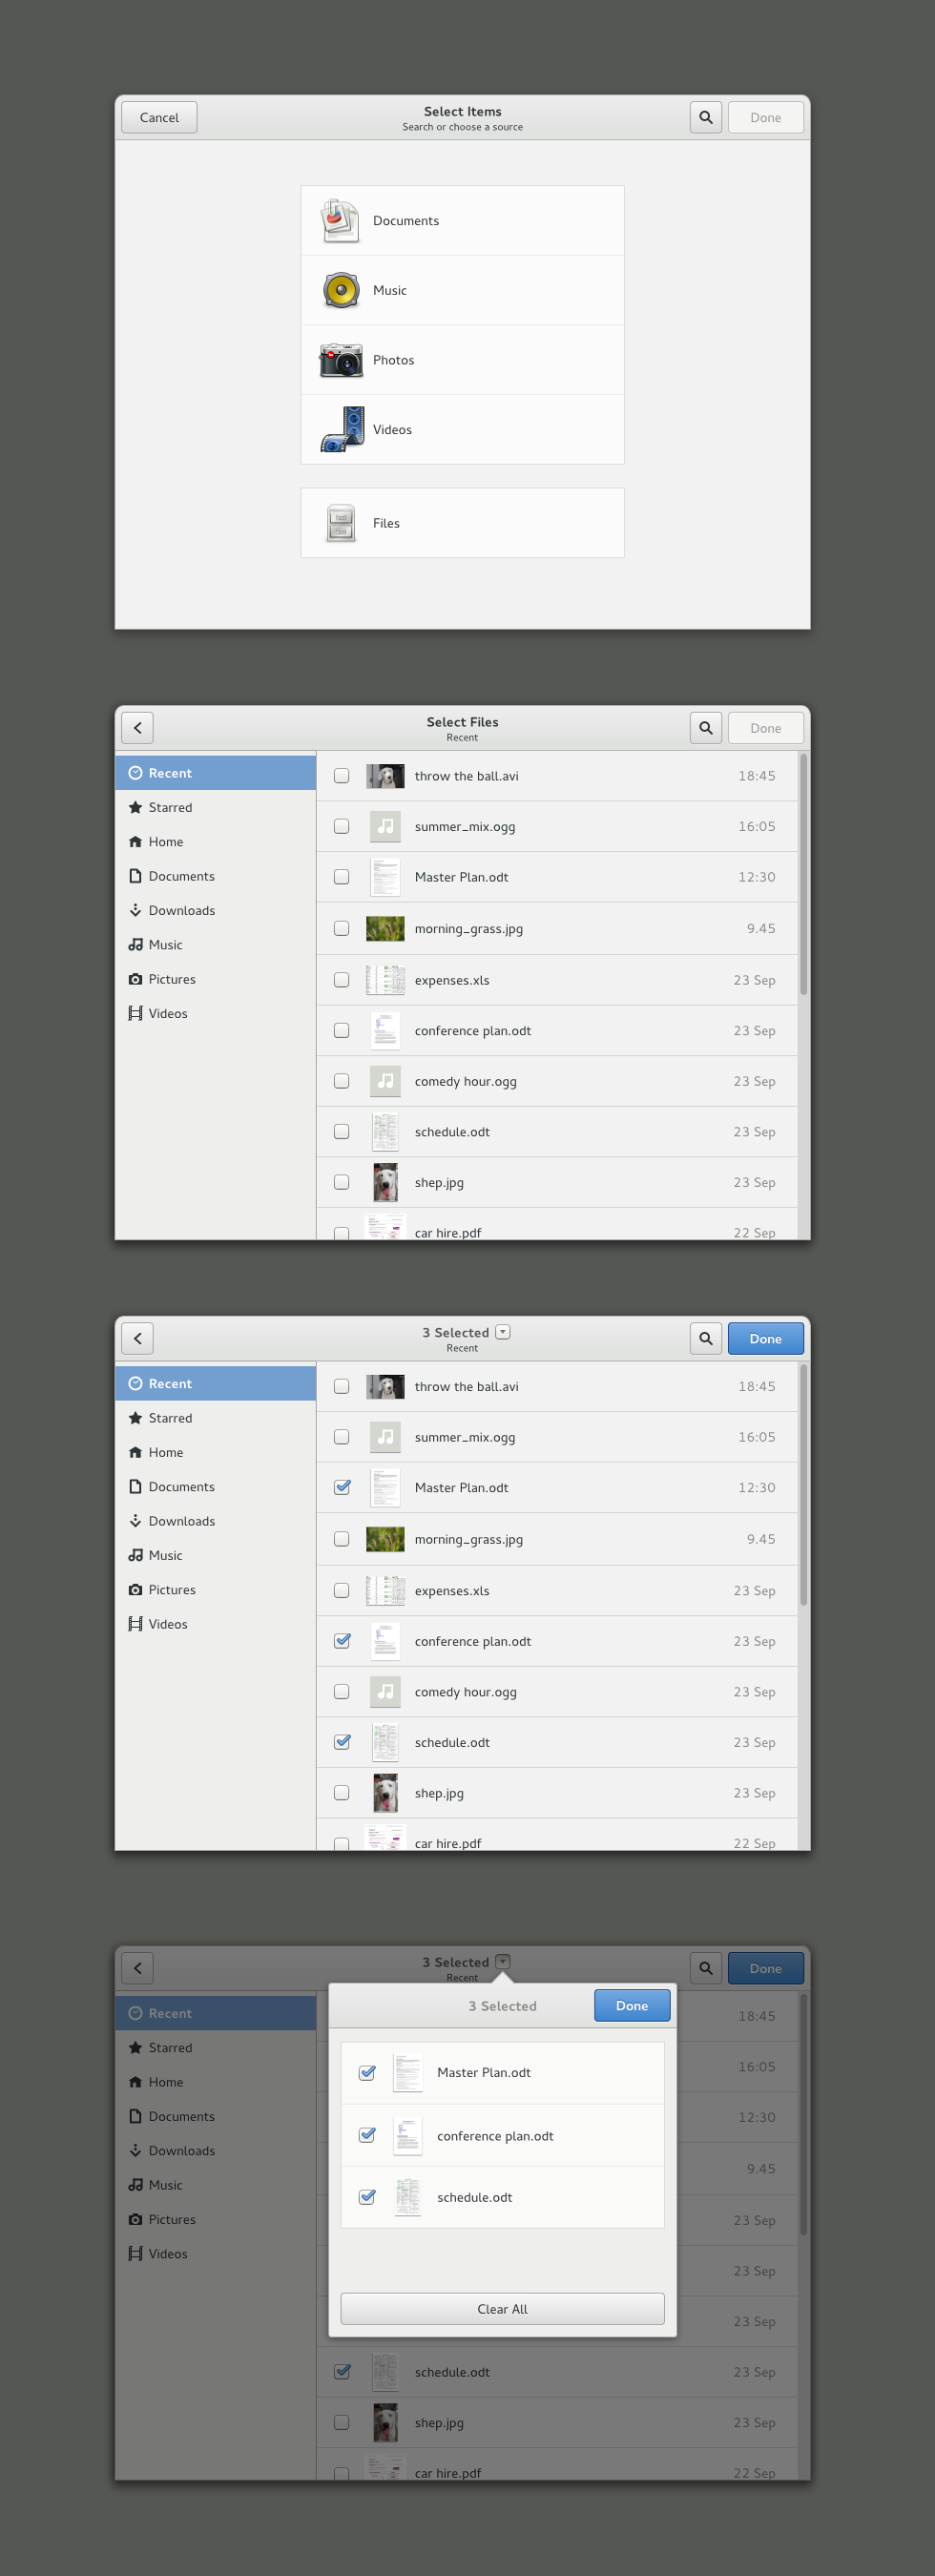 Cancel
Select Items
Done
Search or choose a source
Documents
Music
Photos
Videos
Files
Select Files
Done
Recent
Recent
Starred
Home
Documents
Downloads
Music
Pictures
Videos
throw the ball.avi 18:45
summer_mix.ogg 16:05
Master Plan.odt 12:30
morning_grass.jpg 9.45
expenses.xls 23 Sep
conference plan.odt 23 Sep
comedy hour.ogg 23 Sep
schedule.odt 23 Sep
shep.jpg 23 Sep
car hire.pdf 22 Sep
3 Selected
Done
Recent
Recent
Starred
Home
Documents
Downloads
Music
Pictures
Videos
throw the ball.avi 18:45
summer_mix.ogg 16:05
Master Plan.odt 12:30
morning_grass.jpg 9.45
expenses.xls 23 Sep
conference plan.odt 23 Sep
comedy hour.ogg 23 Sep
schedule.odt 23 Sep
shep.jpg 23 Sep
car hire.pdf 22 Sep
3 Selected
Done
Recent
Recent
Starred
Home
Documents
Downloads
Music
Pictures
Videos
3 Selected
Done
Master Plan.odt
conference plan.odt
schedule.odt
Clear All
18:45
16:05
12:30
9.45
23 Sep
23 Sep
23 Sep
schedule.odt 23 Sep
shep.jpg 23 Sep
car hire.pdf 22 Sep